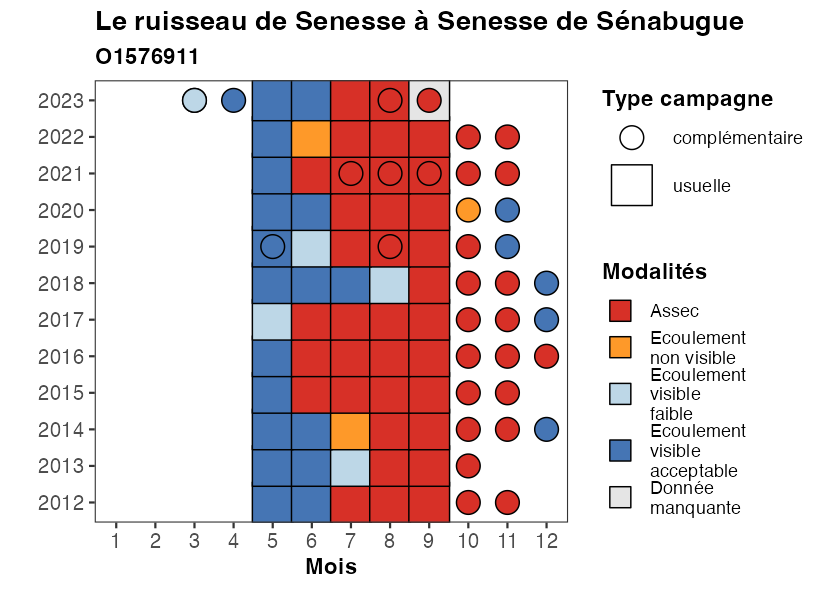 Le ruisseau de Senesse à Senesse de Sénabugue
O1576911
2023
2022
2021
2020
2019
2018
2017
2016
2015
2014
2013
2012
1 2 3 4 5 6 7 8 9 10 11 12
Mois
Type campagne
complémentaire
usuelle
Modalités
Assec
Ecoulement
non visible
Ecoulement
visible
faible
Ecoulement
visible
acceptable
Donnée
manquante